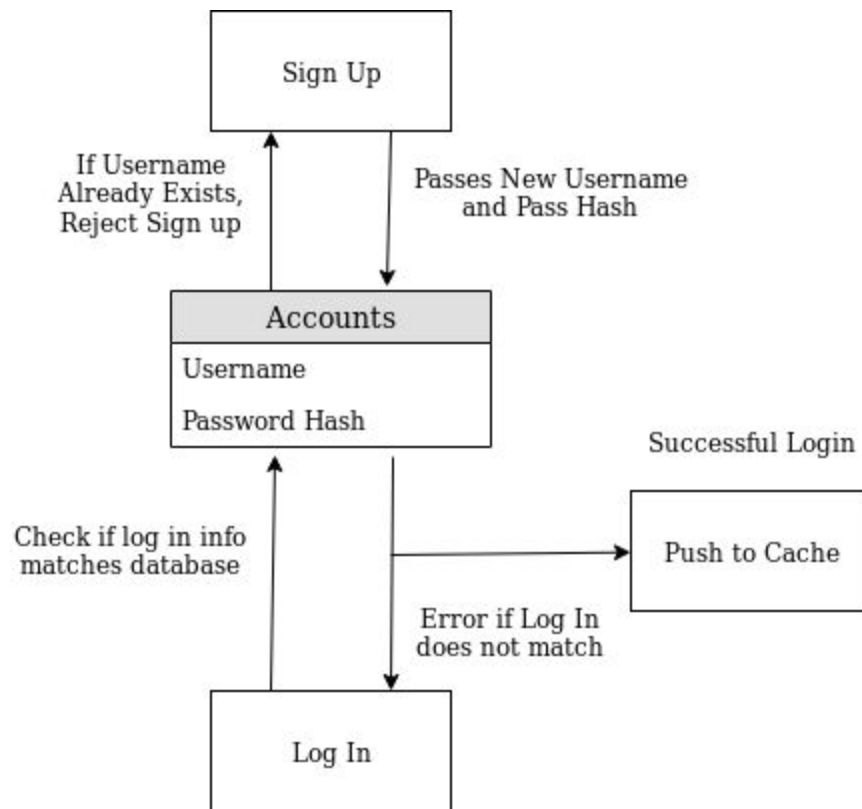 Sign Up
If Username
Already Exists,
Reject Sign up
Passes New Username
and Pass Hash
Accounts
Username
Password Hash
Successful Login
Check if log in info
matches database
Push to Cache
Error if Log In
does not match
Log In